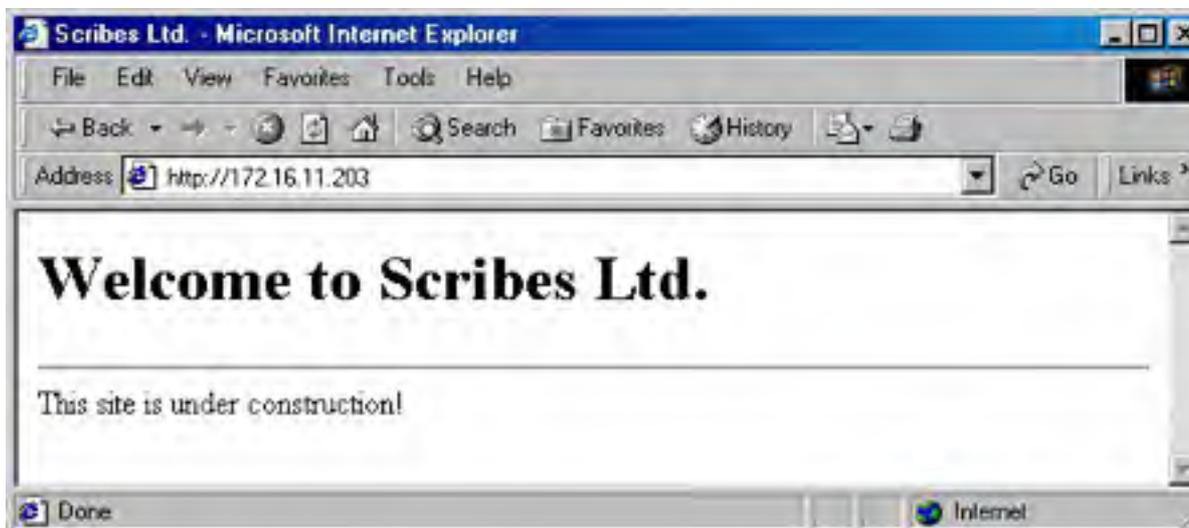 Scribes Ltd. - Microsoft Internet Explorer
File Edit View Favorites Tools Help
Back Search Favorites History
Address http://172.16.11.203 Go Links »
Welcome to Scribes Ltd.
This site is under construction!
Done Internet